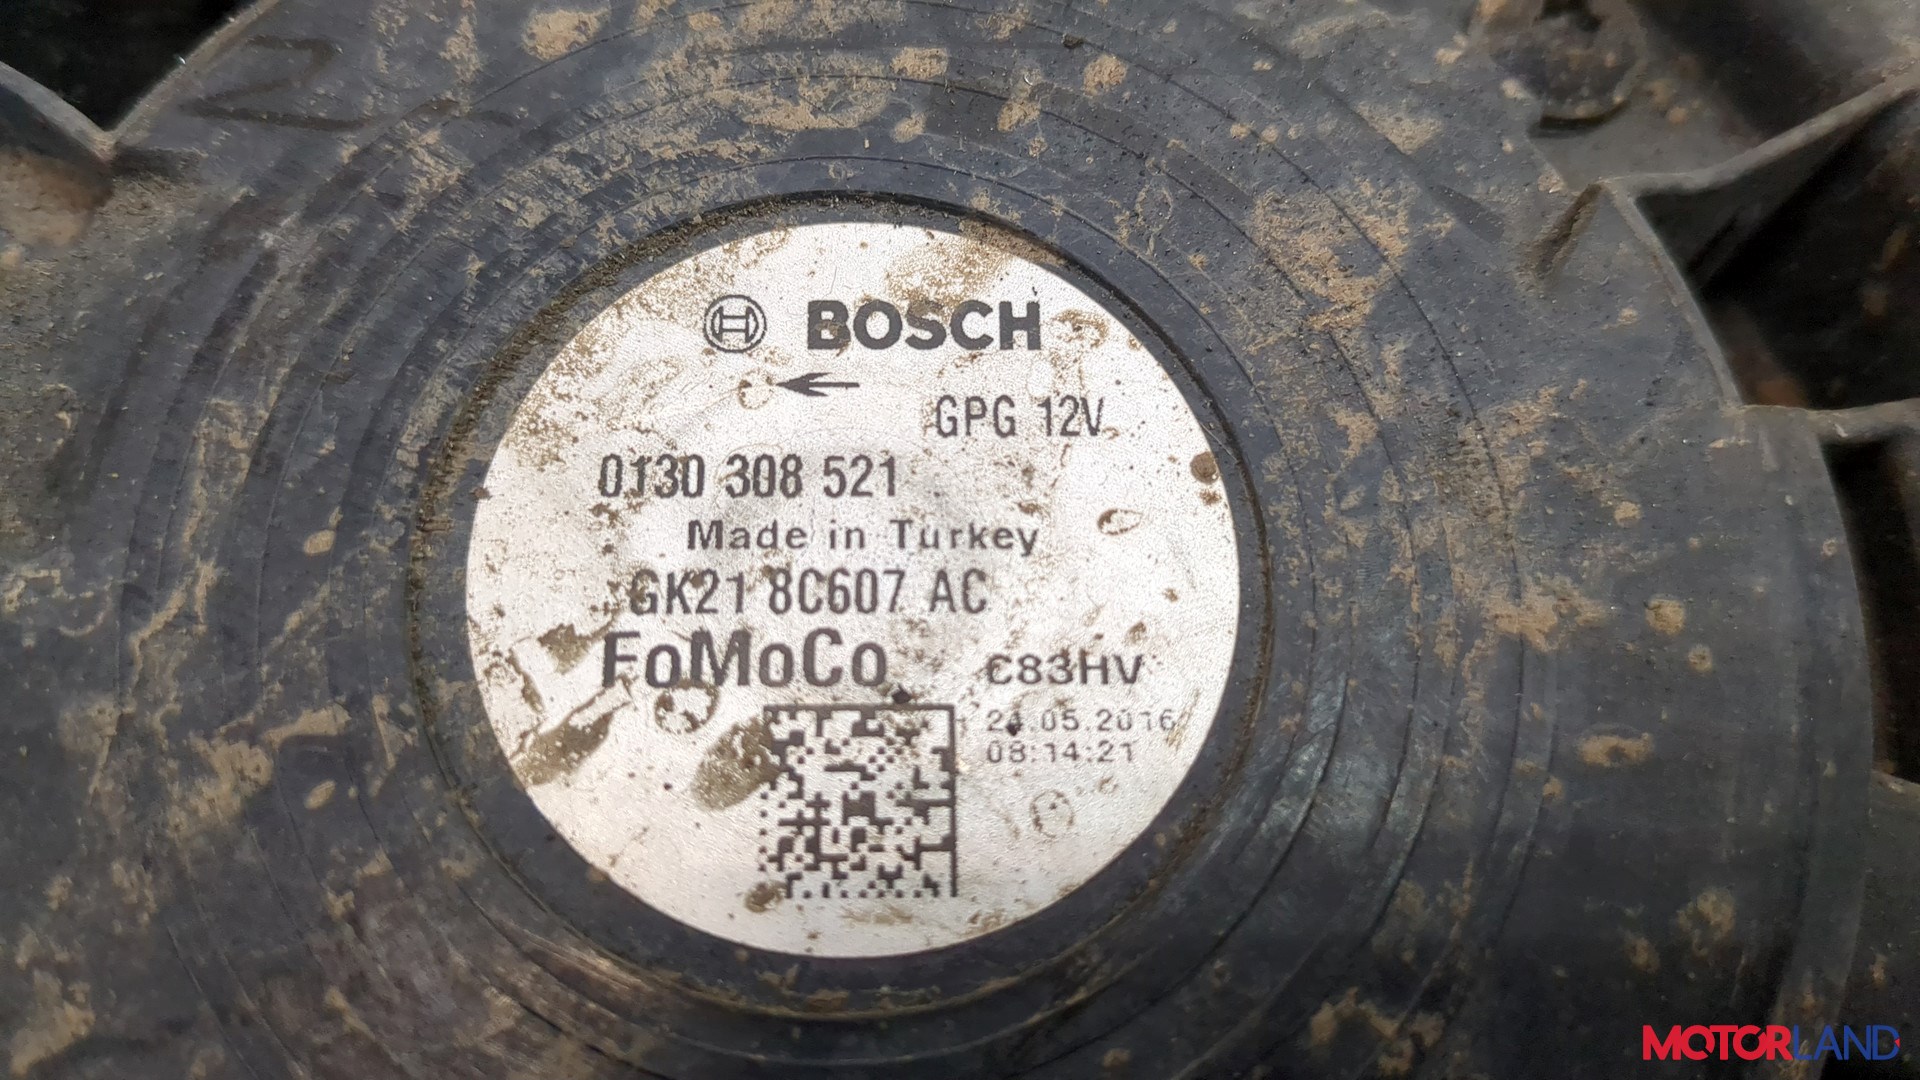 BOSCH
GPG 12V
0130 308 521
Made in Turkey
GK21 8C607 AC
FoMoCo C83HV
24.05.2016
08:14:21
MOTORLAND